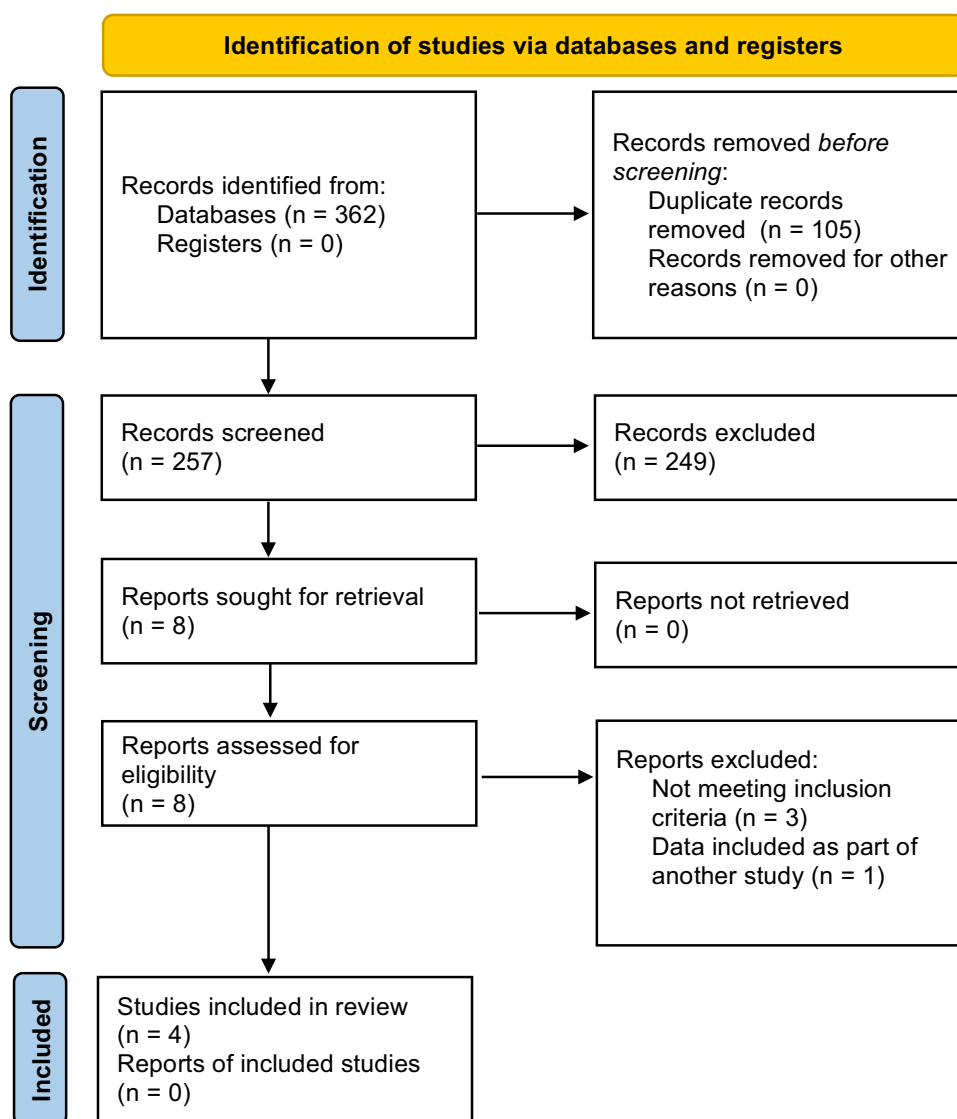 Identification of studies via databases and registers
Identification
Records identified from:
Databases (n = 362)
Registers (n = 0)
Records removed before
screening:
Duplicate records
removed  (n = 105)
Records removed for other
reasons (n = 0)
Screening
Records screened
(n = 257)
Records excluded
(n = 249)
Reports sought for retrieval
(n = 8)
Reports not retrieved
(n = 0)
Reports assessed for
eligibility
(n = 8)
Reports excluded:
Not meeting inclusion
criteria (n = 3)
Data included as part of
another study (n = 1)
Included
Studies included in review
(n = 4)
Reports of included studies
(n = 0)